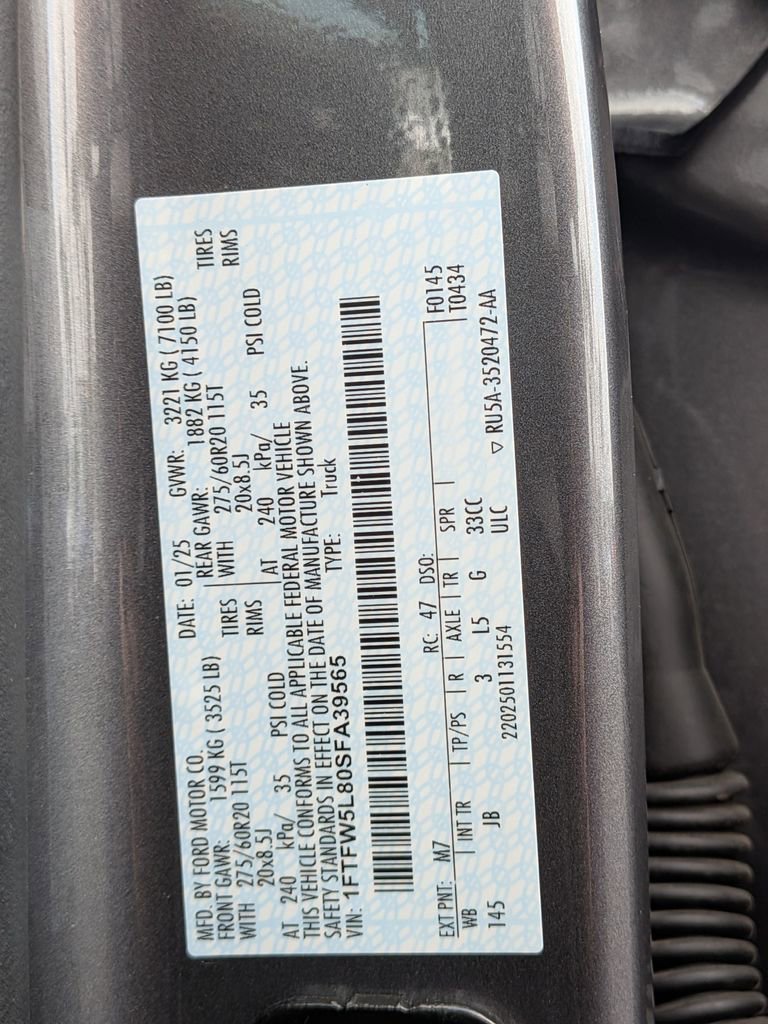 MFD. BY FORD MOTOR CO.
DATE: 01/25 GVWR: 3221 KG ( 7100 LB)
FRONT GAWR: 1599 KG ( 3525 LB) REAR GAWR: 1882 KG ( 4150 LB)
WITH 275/60R20 115T TIRES WITH 275/60R20 115T TIRES
20x8.5J RIMS 20x8.5J RIMS
AT 240 kPa/ 35 PSI COLD AT 240 kPa/ 35 PSI COLD
THIS VEHICLE CONFORMS TO ALL APPLICABLE FEDERAL MOTOR VEHICLE
SAFETY STANDARDS IN EFFECT ON THE DATE OF MANUFACTURE SHOWN ABOVE.
VIN: 1FTFW5L80SFA39565 TYPE: Truck
EXT PNT: M7 RC: 47 DSO: F0145
WB INT TR TP/PS R AXLE TR SPR T0434
145 JB 3 L5 G 33CC
2202501131554 ULC ▽ RU5A-3520472-AA